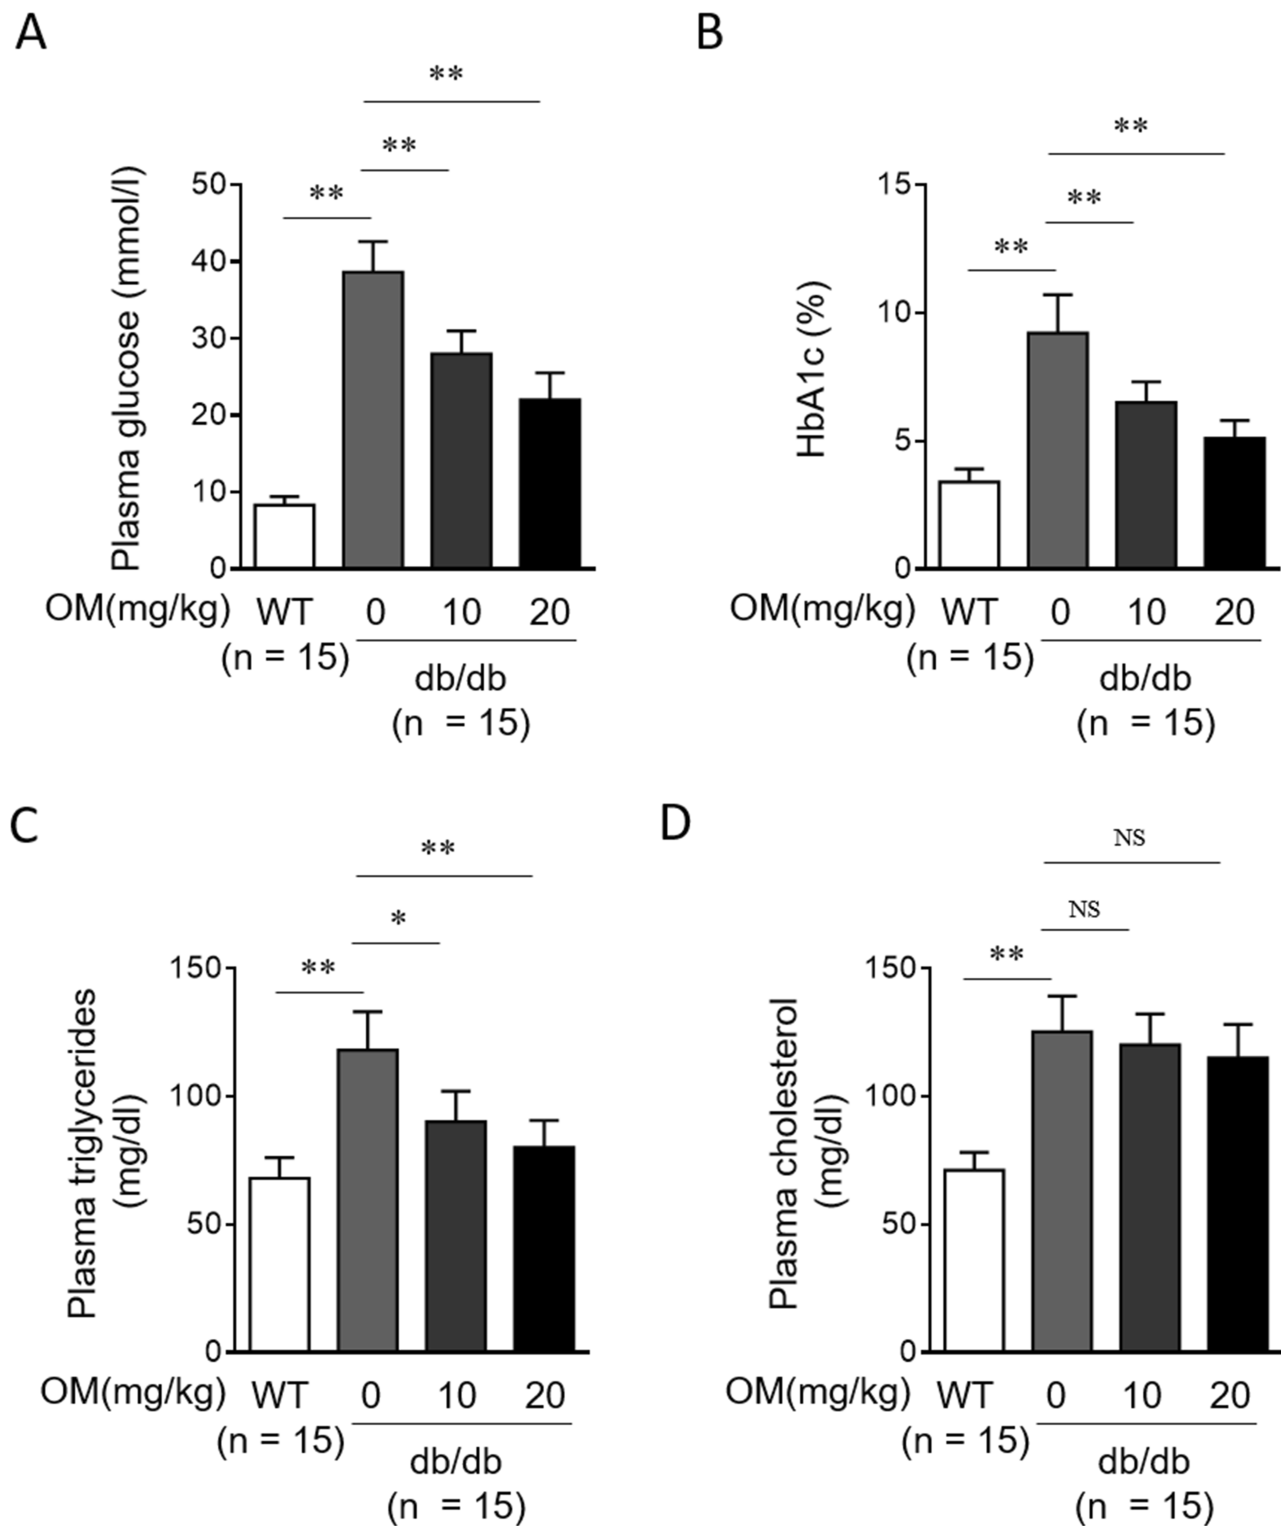 A
**
**
**
Plasma glucose (mmol/l)
50
40
30
20
10
0
OM(mg/kg) WT 0 10 20
(n = 15)
db/db
(n = 15)
B
**
**
**
HbA1c (%)
15
10
5
0
OM(mg/kg) WT 0 10 20
(n = 15)
db/db
(n = 15)
C
**
*
**
Plasma triglycerides
(mg/dl)
150
100
50
0
OM(mg/kg) WT 0 10 20
(n = 15)
db/db
(n = 15)
D
NS
NS
**
Plasma cholesterol
(mg/dl)
150
100
50
0
OM(mg/kg) WT 0 10 20
(n = 15)
db/db
(n = 15)